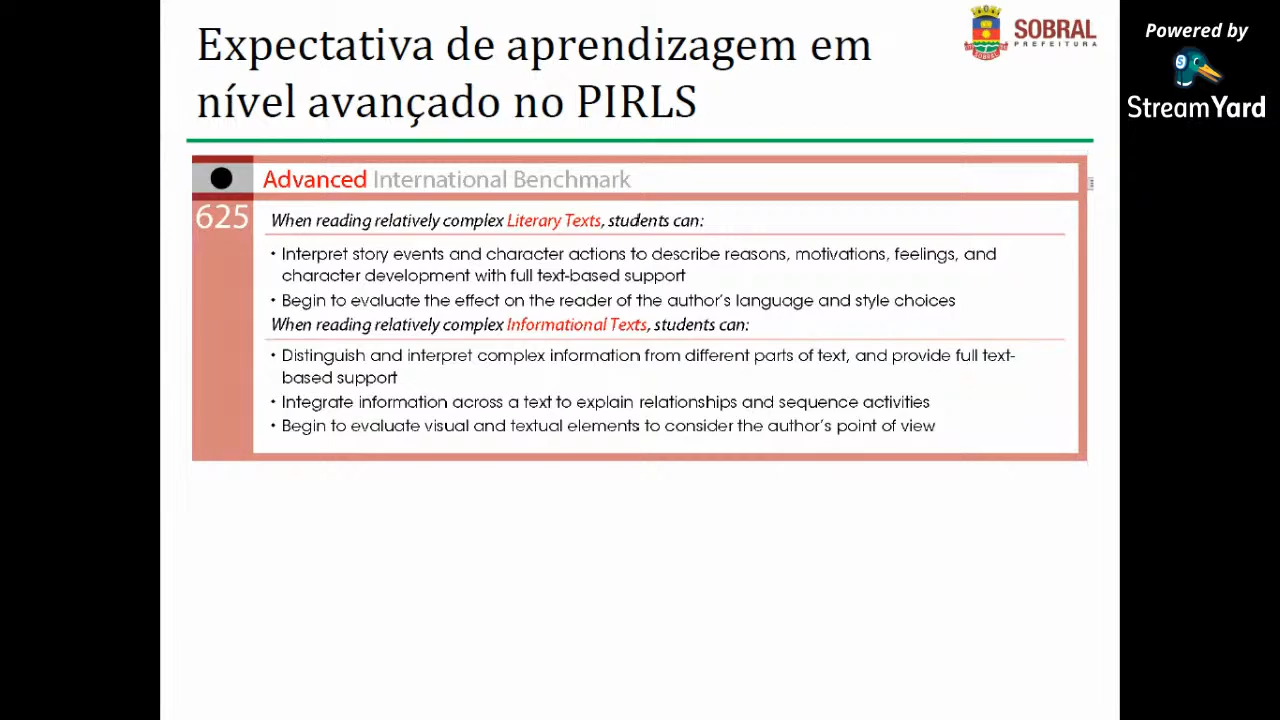 Expectativa de aprendizagem em
nível avançado no PIRLS
SOBRAL
PREFEITURA
Powered by
StreamYard
Advanced International Benchmark
625
When reading relatively complex Literary Texts, students can:
• Interpret story events and character actions to describe reasons, motivations, feelings, and
character development with full text-based support
• Begin to evaluate the effect on the reader of the author's language and style choices
When reading relatively complex Informational Texts, students can:
• Distinguish and interpret complex information from different parts of text, and provide full text-
based support
• Integrate information across a text to explain relationships and sequence activities
• Begin to evaluate visual and textual elements to consider the author's point of view